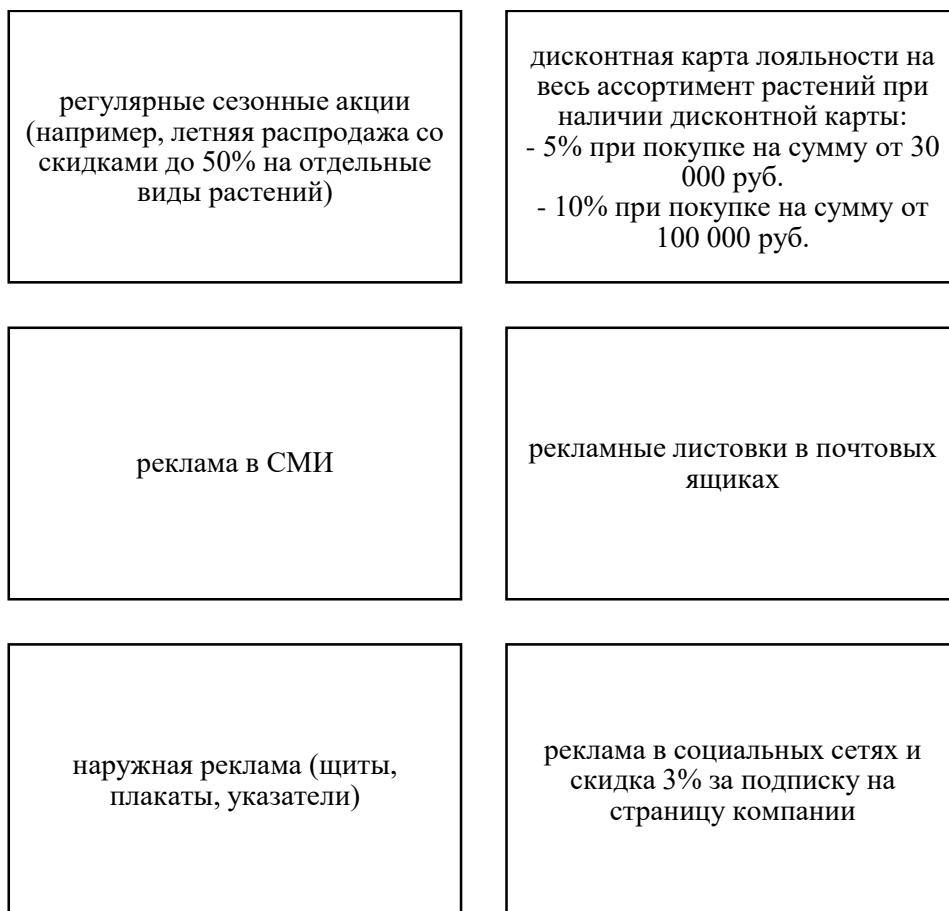 регулярные сезонные акции
(например, летняя распродажа со
скидками до 50% на отдельные
виды растений)
дисконтная карта лояльности на
весь ассортимент растений при
наличии дисконтной карты:
- 5% при покупке на сумму от 30
000 руб.
- 10% при покупке на сумму от
100 000 руб.
реклама в СМИ
рекламные листовки в почтовых
ящиках
наружная реклама (щиты,
плакаты, указатели)
реклама в социальных сетях и
скидка 3% за подписку на
страницу компании